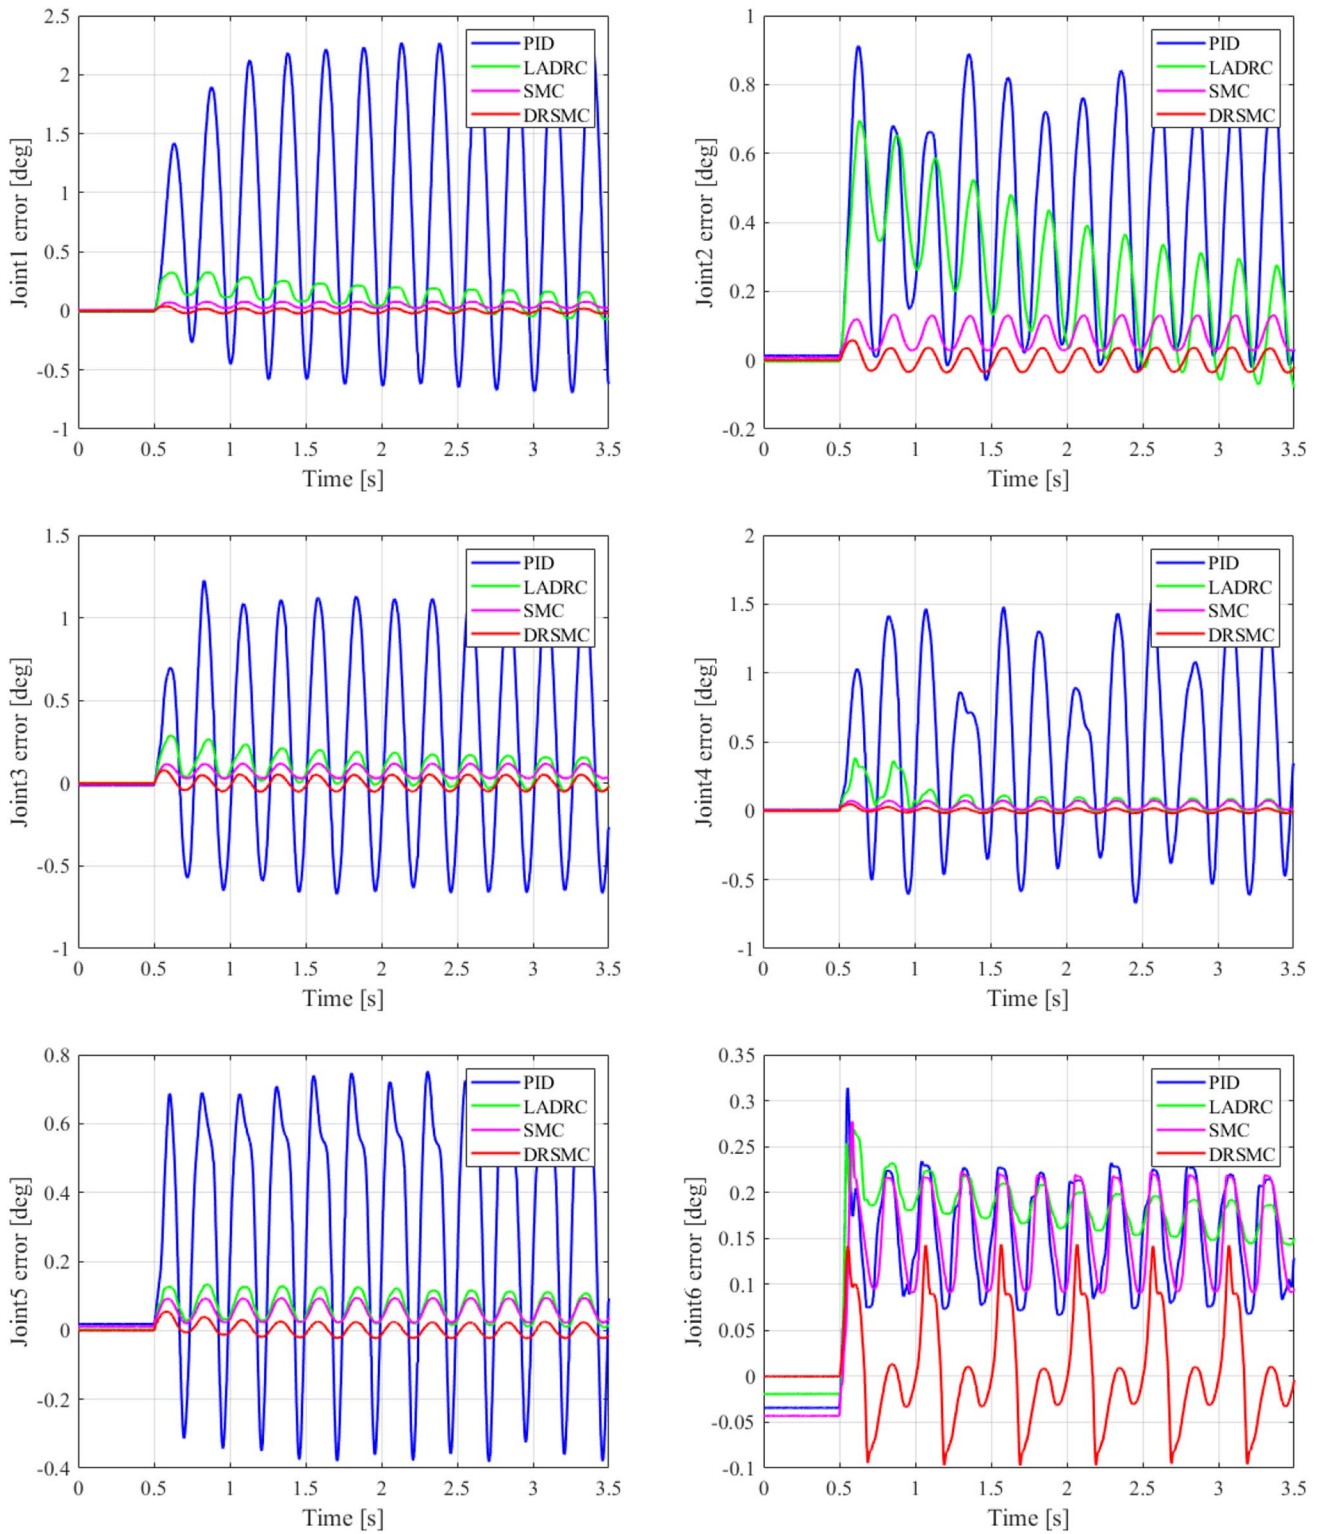 Joint1 error [deg]
2.5
2
1.5
1
0.5
0
-0.5
-1
PID
LADRC
SMC
DRSMC
0 0.5 1 1.5 2 2.5 3 3.5
Time [s]
Joint2 error [deg]
1
0.8
0.6
0.4
0.2
0
-0.2
PID
LADRC
SMC
DRSMC
0 0.5 1 1.5 2 2.5 3 3.5
Time [s]
Joint3 error [deg]
1.5
1
0.5
0
-0.5
-1
PID
LADRC
SMC
DRSMC
0 0.5 1 1.5 2 2.5 3 3.5
Time [s]
Joint4 error [deg]
2
1.5
1
0.5
0
-0.5
-1
PID
LADRC
SMC
DRSMC
0 0.5 1 1.5 2 2.5 3 3.5
Time [s]
Joint5 error [deg]
0.8
0.6
0.4
0.2
0
-0.2
-0.4
PID
LADRC
SMC
DRSMC
0 0.5 1 1.5 2 2.5 3 3.5
Time [s]
Joint6 error [deg]
0.35
0.3
0.25
0.2
0.15
0.1
0.05
0
-0.05
-0.1
PID
LADRC
SMC
DRSMC
0 0.5 1 1.5 2 2.5 3 3.5
Time [s]